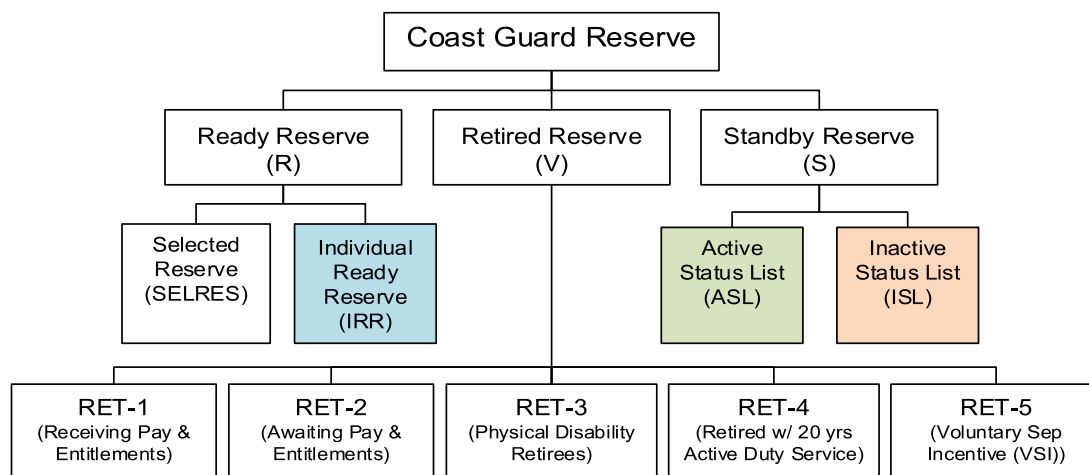 Coast Guard Reserve
Ready Reserve
(R)
Retired Reserve
(V)
Standby Reserve
(S)
Selected
Reserve
(SELRES)
Individual
Ready
Reserve
(IRR)
Active
Status List
(ASL)
Inactive
Status List
(ISL)
RET-1
(Receiving Pay &
Entitlements)
RET-2
(Awaiting Pay &
Entitlements)
RET-3
(Physical Disability
Retirees)
RET-4
(Retired w/ 20 yrs
Active Duty Service)
RET-5
(Voluntary Sep
Incentive (VSI))